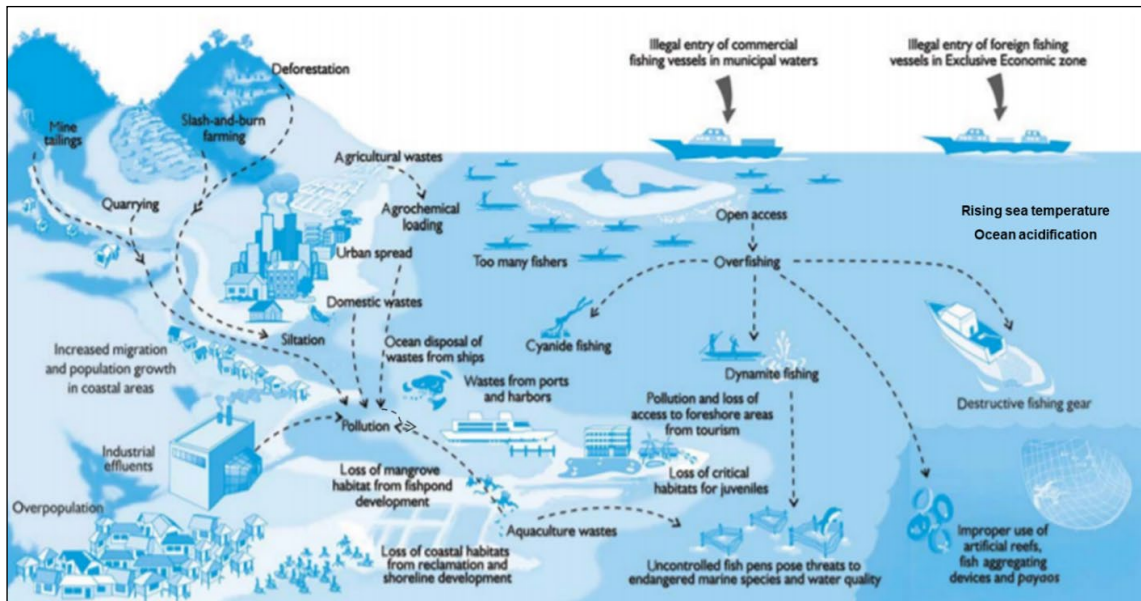 Illegal entry of commercial
fishing vessels in municipal waters
Illegal entry of foreign fishing
vessels in Exclusive Economic zone
Deforestation
Mine
tailings
Slash-and-burn
farming
Agricultural wastes
Quarrying
Agrochemical
loading
Open access
Rising sea temperature
Ocean acidification
Urban spread
Too many fishers
Overfishing
Domestic wastes
Siltation
Ocean disposal of
wastes from ships
Cyanide fishing
Increased migration
and population growth
in coastal areas
Wastes from ports
and harbors
Dynamite fishing
Destructive fishing gear
Pollution
Pollution and loss of
access to foreshore areas
from tourism
Industrial
effluents
Loss of mangrove
habitat from fishpond
development
Loss of critical
habitats for juveniles
Overpopulation
Aquaculture wastes
Improper use of
artificial reefs,
fish aggregating
devices and payaos
Loss of coastal habitats
from reclamation and
shoreline development
Uncontrolled fish pens pose threats to
endangered marine species and water quality